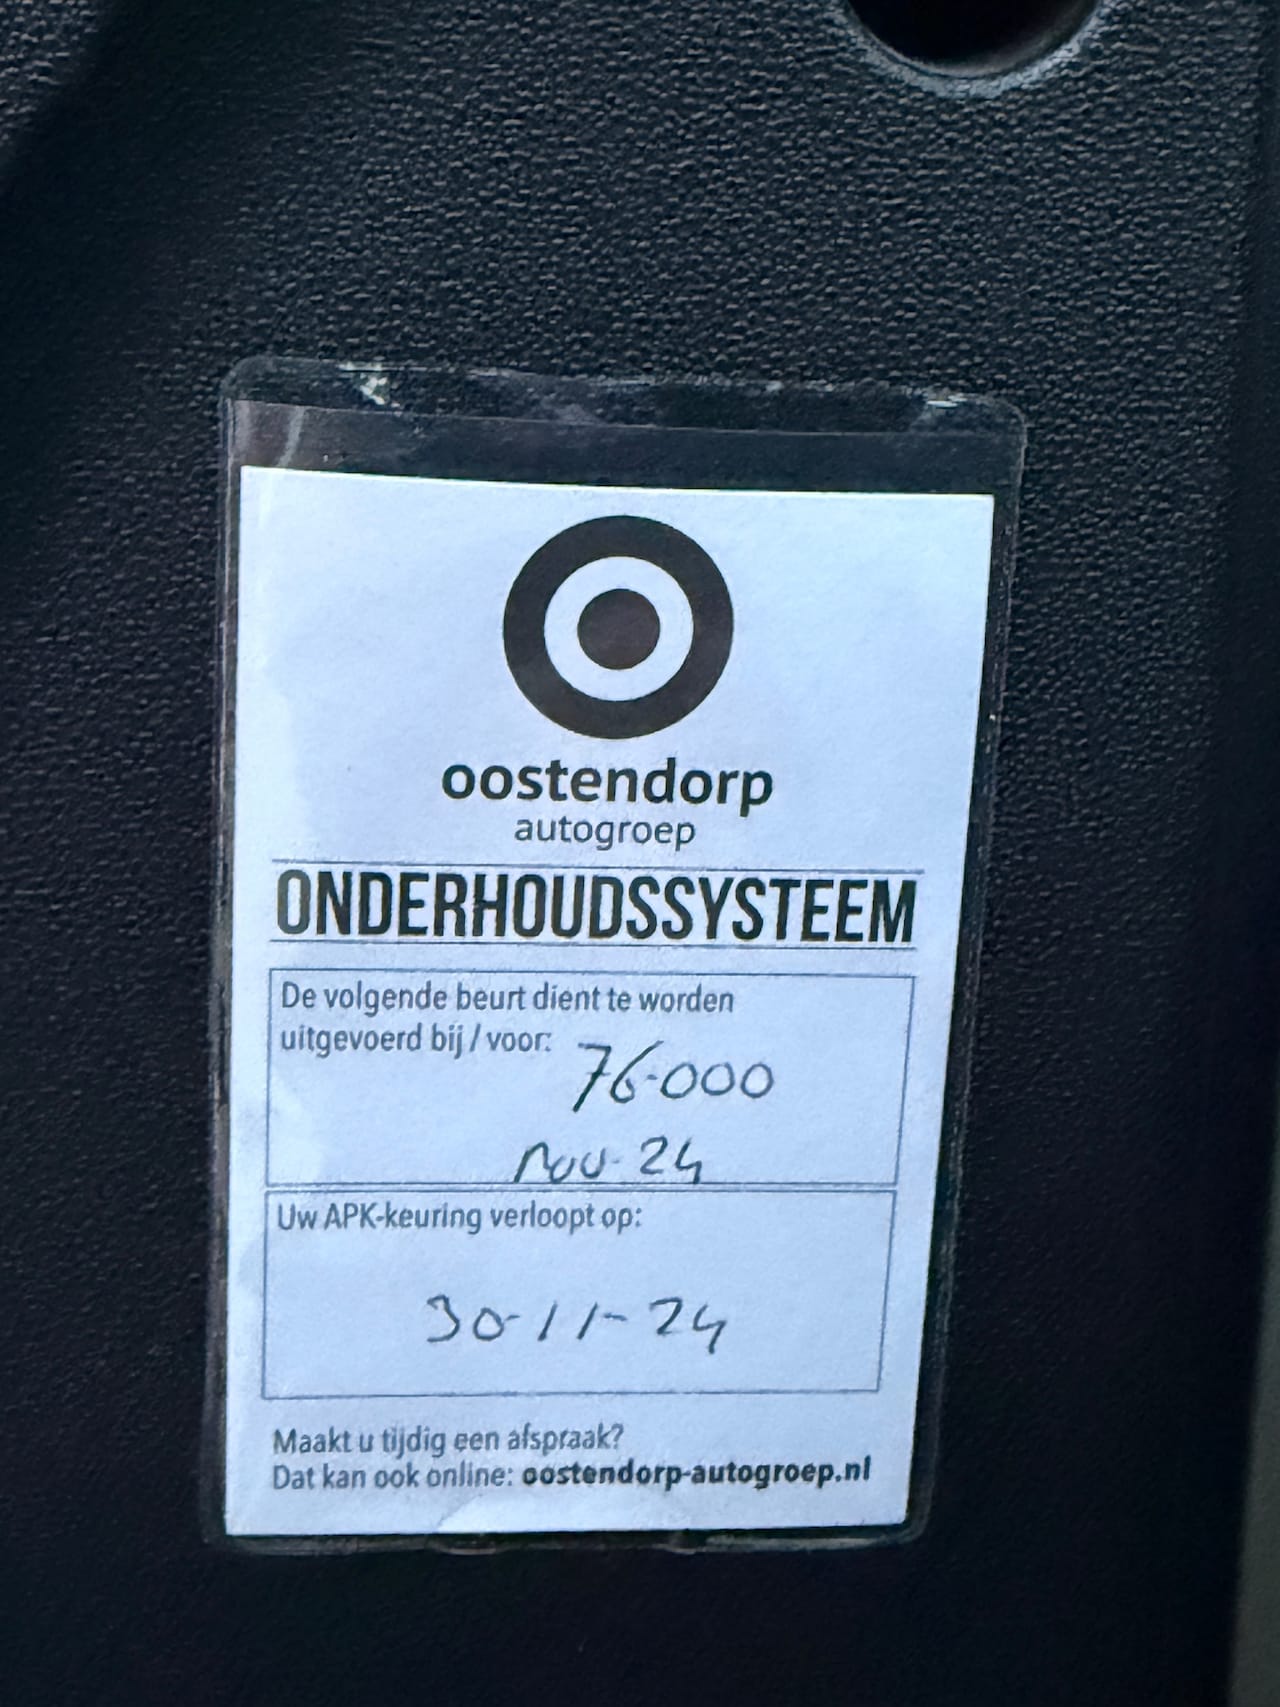 oostendorp
autogroep
ONDERHOUDSSYSTEEM
De volgende beurt dient te worden
uitgevoerd bij / voor:
76.000
nov. 24
Uw APK-keuring verloopt op:
30-11-24
Maakt u tijdig een afspraak?
Dat kan ook online: oostendorp-autogroep.nl